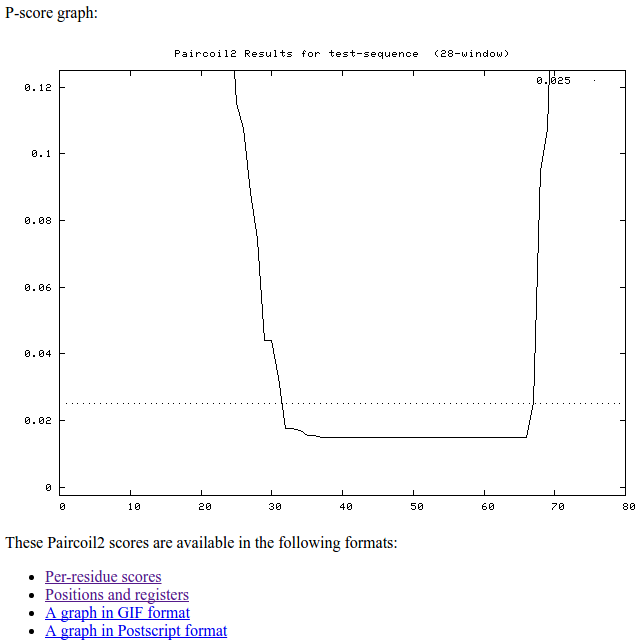 P-score graph:
Paircoil2 Results for test-sequence (28-window)
0.025
0.12
0.1
0.08
0.06
0.04
0.02
0
0 10 20 30 40 50 60 70 80
These Paircoil2 scores are available in the following formats:
Per-residue scores
Positions and registers
A graph in GIF format
A graph in Postscript format